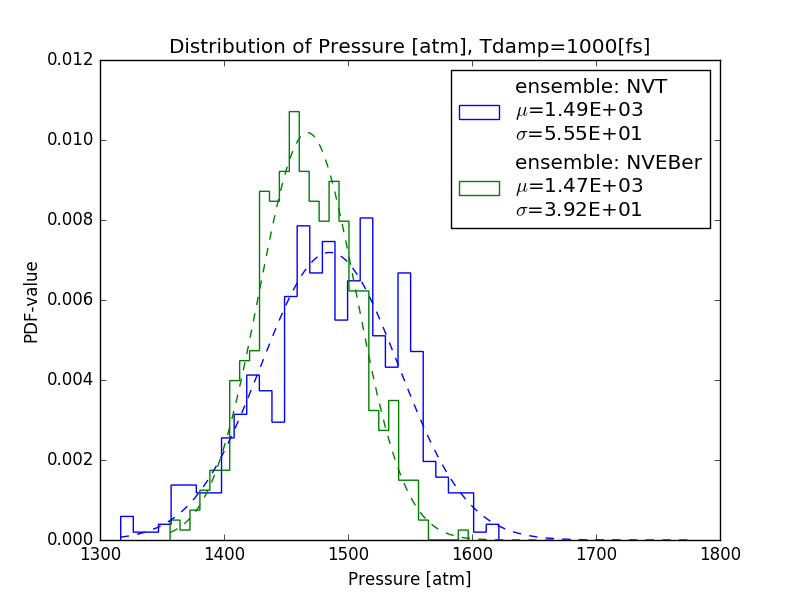 Distribution of Pressure [atm], Tdamp=1000[fs]
0.012
0.010
0.008
0.006
0.004
0.002
0.000
PDF-value
ensemble: NVT
μ=1.49E+03
σ=5.55E+01
ensemble: NVEBer
μ=1.47E+03
σ=3.92E+01
1300 1400 1500 1600 1700 1800
Pressure [atm]